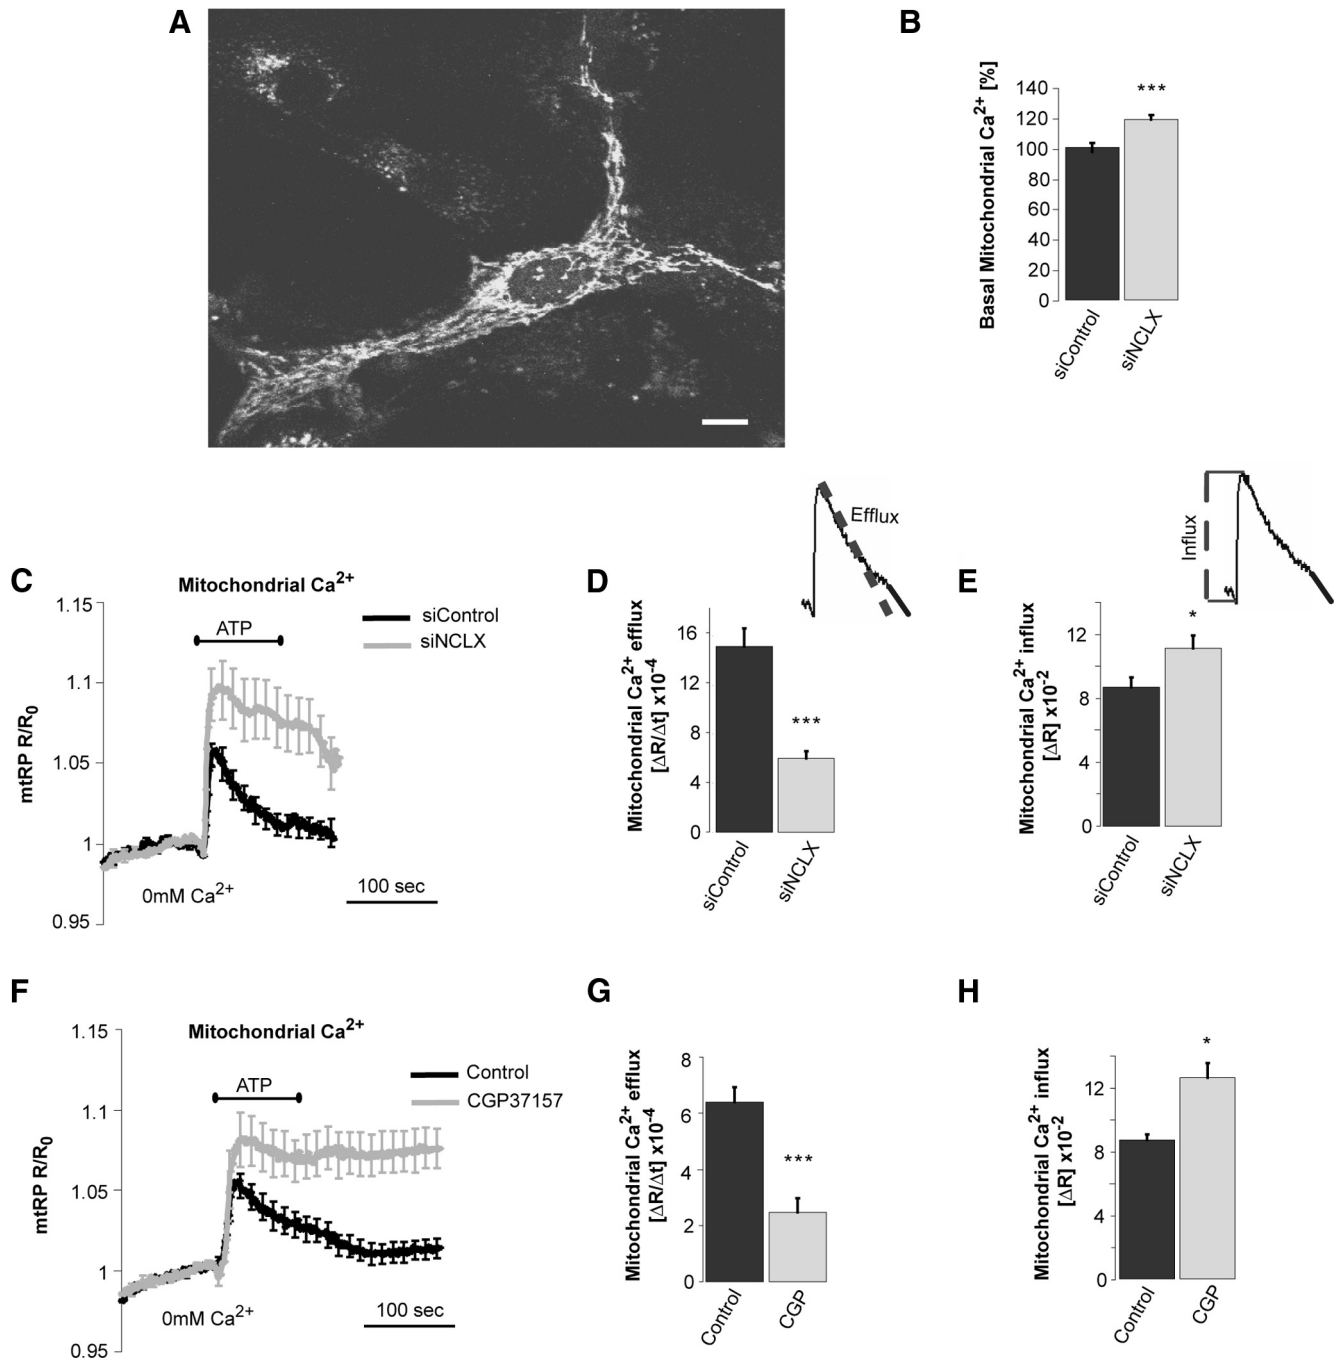 A
B
Basal Mitochondrial Ca2+ [%]
140
120
100
80
60
40
20
0
***
siControl
siNCLX
C
Mitochondrial Ca2+
mtRP R/R0
1.15
1.1
1.05
1
0.95
ATP
siControl
siNCLX
0mM Ca2+
100 sec
D
Efflux
Mitochondrial Ca2+ efflux
[ΔR/Δt] x10-4
16
12
8
4
0
***
siControl
siNCLX
E
Influx
Mitochondrial Ca2+ influx
[ΔR] x10-2
12
8
4
0
*
siControl
siNCLX
F
Mitochondrial Ca2+
mtRP R/R0
1.15
1.1
1.05
1
0.95
ATP
Control
CGP37157
0mM Ca2+
100 sec
G
Mitochondrial Ca2+ efflux
[ΔR/Δt] x10-4
8
6
4
2
0
***
Control
CGP
H
Mitochondrial Ca2+ influx
[ΔR] x10-2
12
8
4
0
*
Control
CGP